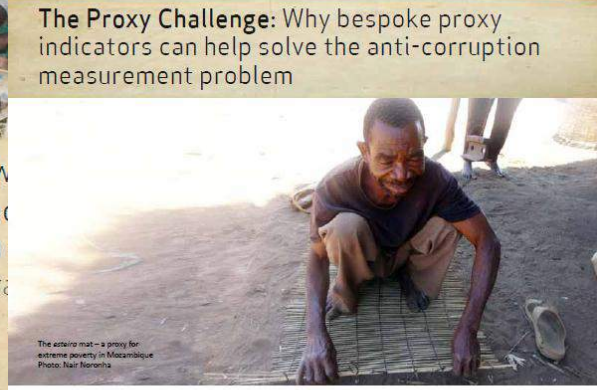 The Proxy Challenge: Why bespoke proxy
indicators can help solve the anti-corruption
measurement problem
The esteira mat – a proxy for
extreme poverty in Mozambique
Photo: Nair Noronha